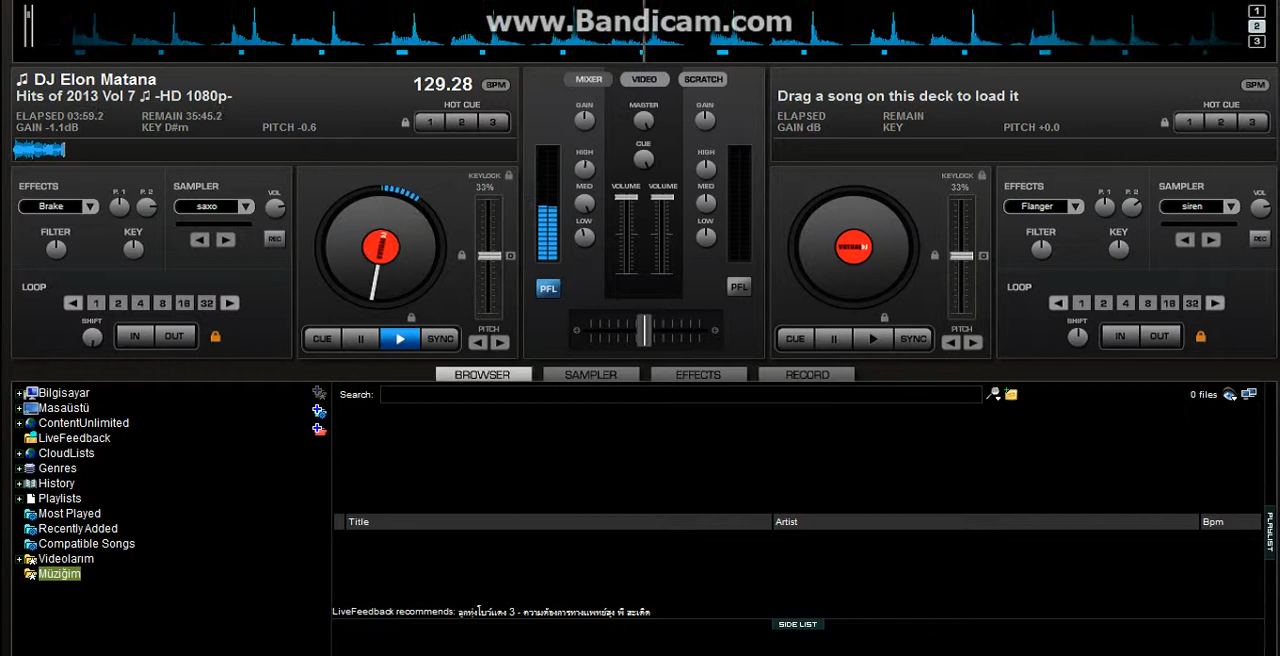 www.Bandicam.com
1
2
3
♫ DJ Elon Matana
Hits of 2013 Vol 7 ♫ -HD 1080p-
129.28 BPM
HOT CUE
ELAPSED 03:59.2 REMAIN 35:45.2
GAIN -1.1dB KEY D#m PITCH -0.6
1 2 3
MIXER VIDEO SCRATCH
GAIN MASTER GAIN
HIGH CUE HIGH
MED VOLUME VOLUME MED
LOW LOW
PFL PFL
Drag a song on this deck to load it
BPM
HOT CUE
ELAPSED REMAIN
GAIN dB KEY PITCH +0.0
1 2 3
EFFECTS P. 1 P. 2 SAMPLER VOL
Brake saxo
FILTER KEY REC
LOOP
1 2 4 8 16 32
SHIFT IN OUT
KEYLOCK
33%
CUE SYNC
PITCH
KEYLOCK
33%
VIRTUALDJ
CUE SYNC
PITCH
EFFECTS P. 1 P. 2 SAMPLER VOL
Flanger siren
FILTER KEY REC
LOOP
1 2 4 8 16 32
SHIFT IN OUT
BROWSER SAMPLER EFFECTS RECORD
Bilgisayar
Masaüstü
ContentUnlimited
LiveFeedback
CloudLists
Genres
History
Playlists
Most Played
Recently Added
Compatible Songs
Videolarım
Müziğim
Search:
0 files
Title Artist Bpm
PLAYLIST
LiveFeedback recommends:
SIDE LIST